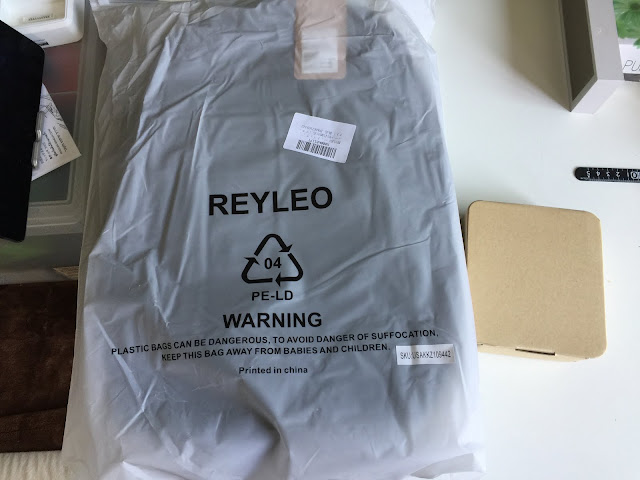 REYLEO
04
PE-LD
WARNING
PLASTIC BAGS CAN BE DANGEROUS, TO AVOID DANGER OF SUFFOCATION,
KEEP THIS BAG AWAY FROM BABIES AND CHILDREN.
Printed in china
PU